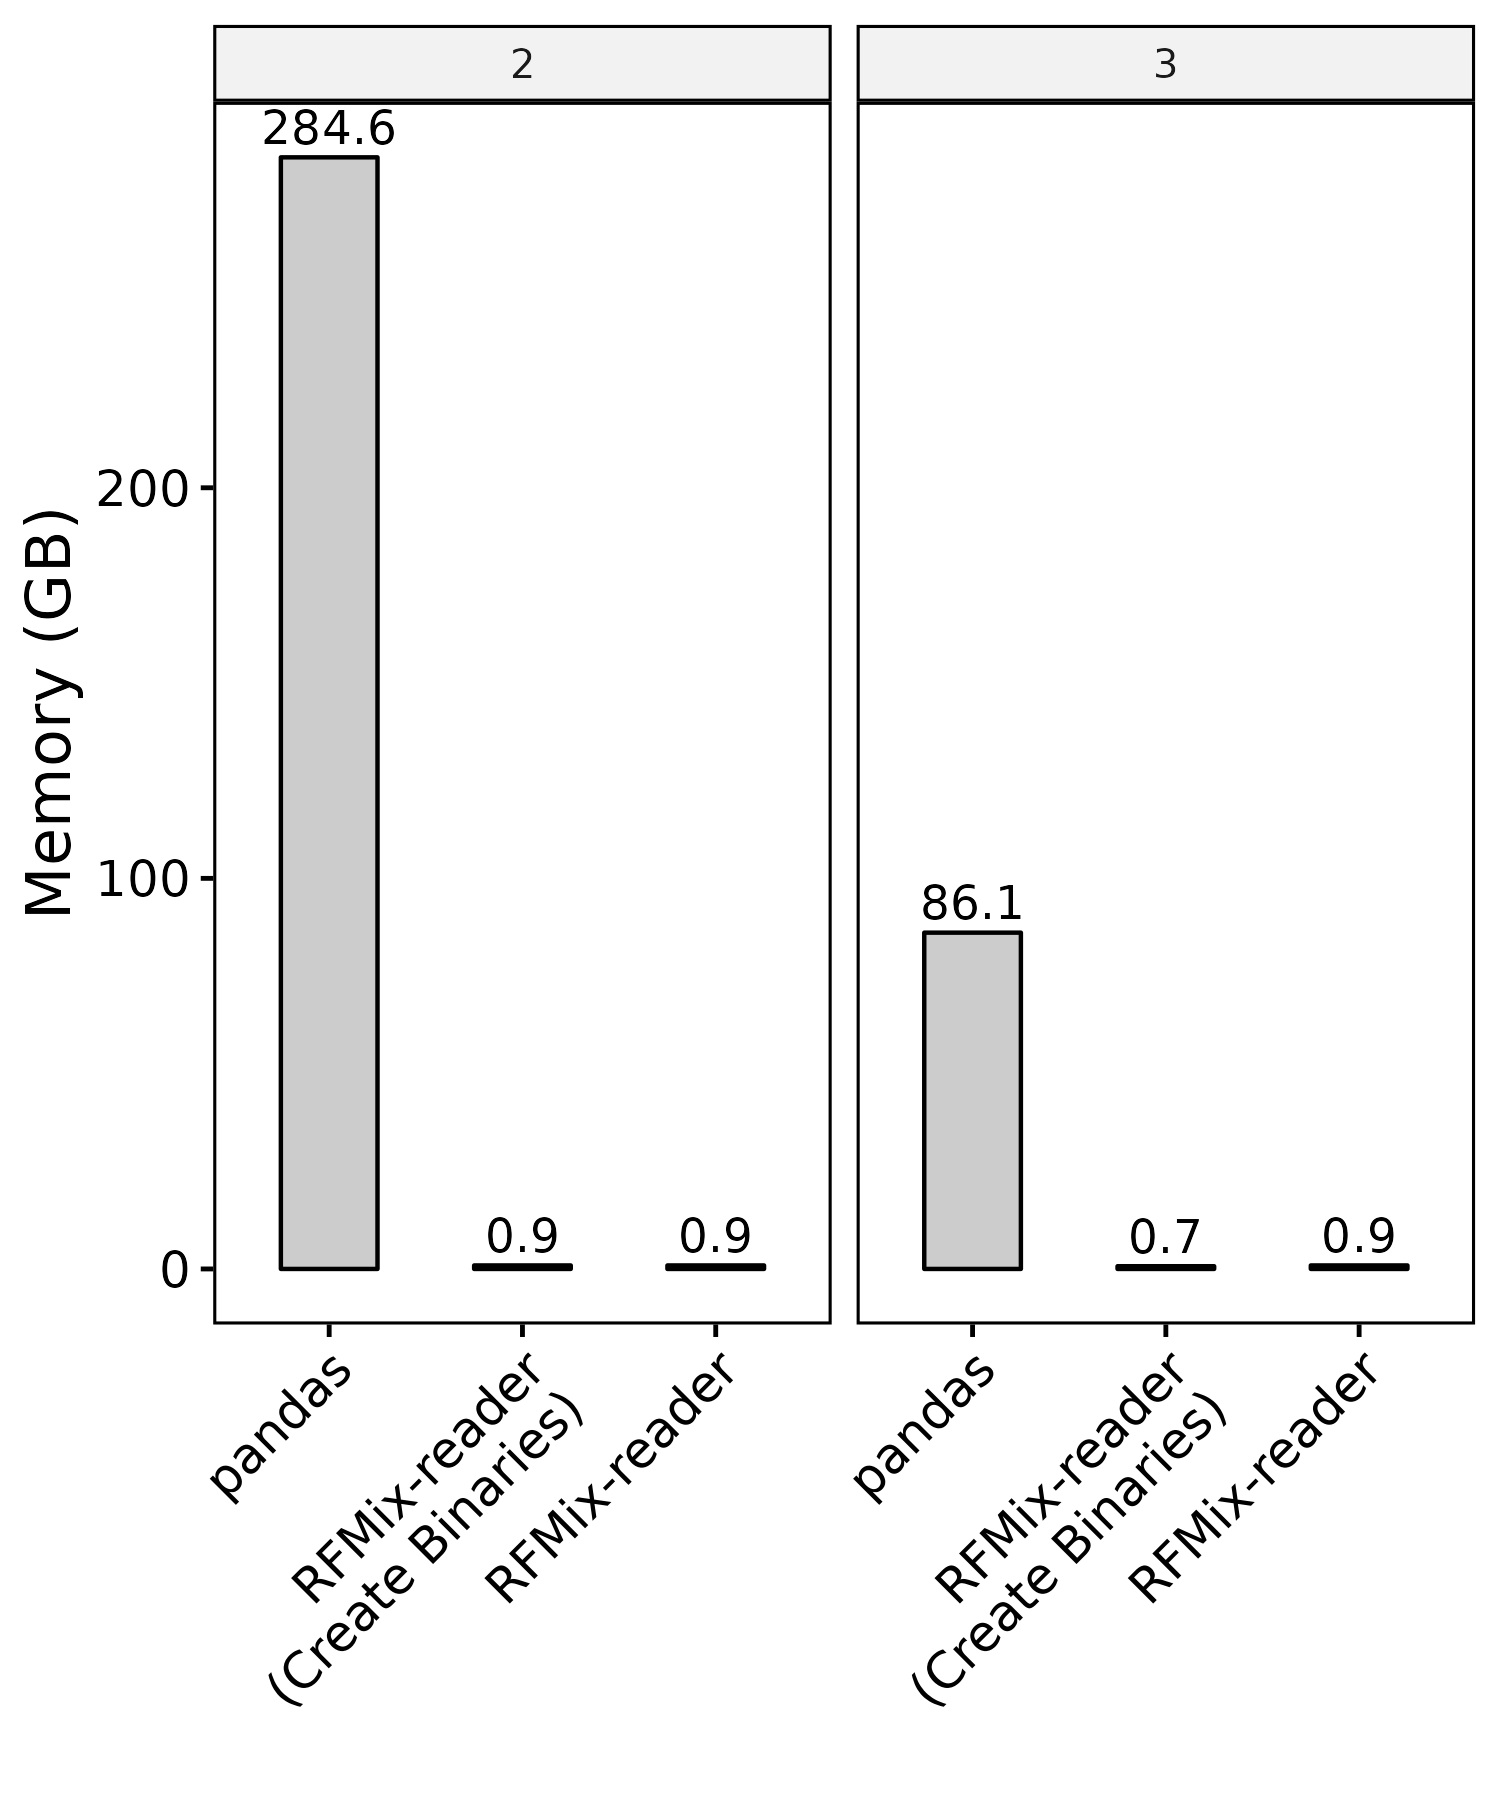 2
3
284.6
86.1
0.9
0.9
0.7
0.9
200
100
0
Memory (GB)
pandas
RFMix-reader
(Create Binaries)
RFMix-reader
pandas
RFMix-reader
(Create Binaries)
RFMix-reader